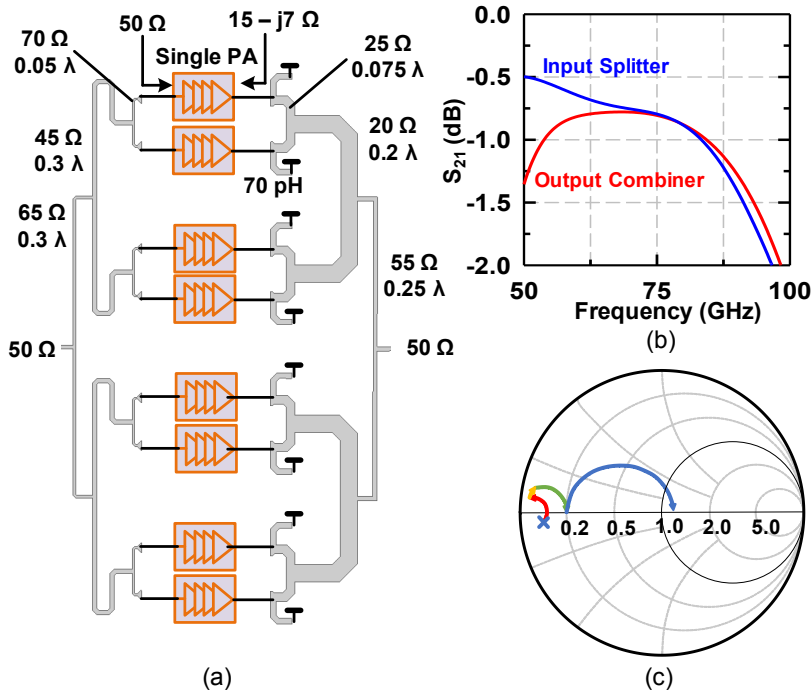 70 Ω
0.05 λ
50 Ω
15 – j7 Ω
Single PA
25 Ω
0.075 λ
45 Ω
0.3 λ
20 Ω
0.2 λ
70 pH
65 Ω
0.3 λ
55 Ω
0.25 λ
50 Ω
50 Ω
(a)
S21 (dB)
0.0
-0.5
-1.0
-1.5
-2.0
Input Splitter
Output Combiner
50
75
100
Frequency (GHz)
(b)
0.2
0.5
1.0
2.0
5.0
(c)